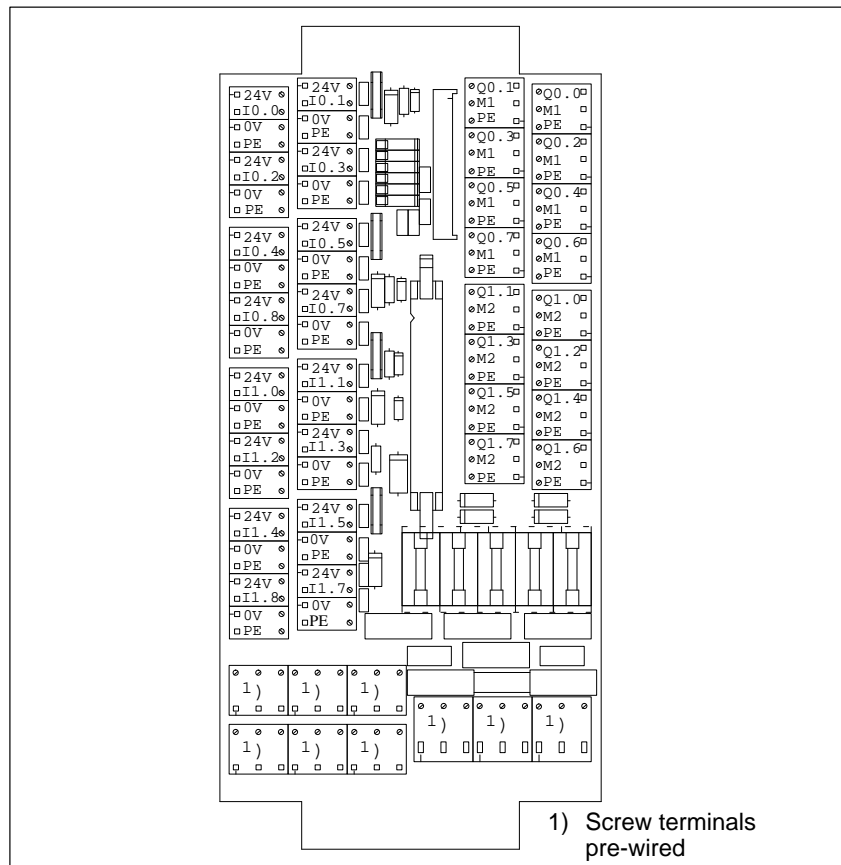 24V
I0.0
0V
PE
24V
I0.2
0V
PE
24V
I0.4
0V
PE
24V
I0.8
0V
PE
24V
I1.0
0V
PE
24V
I1.2
0V
PE
24V
I1.4
0V
PE
24V
I1.8
0V
PE
24V
I0.1
0V
PE
24V
I0.3
0V
PE
24V
I0.5
0V
PE
24V
I0.7
0V
PE
24V
I1.1
0V
PE
24V
I1.3
0V
PE
24V
I1.5
0V
PE
24V
I1.7
0V
PE
Q0.1
M1
PE
Q0.3
M1
PE
Q0.5
M1
PE
Q0.7
M1
PE
Q1.1
M2
PE
Q1.3
M2
PE
Q1.5
M2
PE
Q1.7
M2
PE
Q0.0
M1
PE
Q0.2
M1
PE
Q0.4
M1
PE
Q0.6
M1
PE
Q1.0
M2
PE
Q1.2
M2
PE
Q1.4
M2
PE
Q1.6
M2
PE
1) 1) 1)
1) 1) 1)
1) 1) 1)
1) Screw terminals
pre-wired